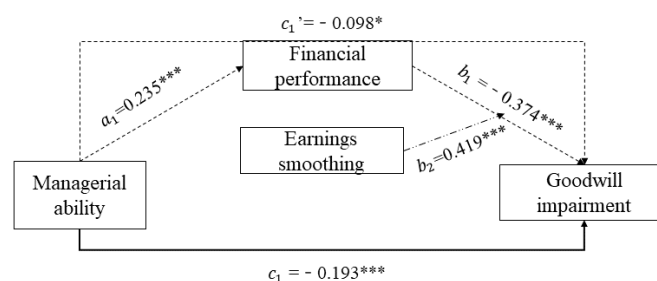 c₁’= - 0.098*
Financial
performance
a₁=0.235***
b₁ = - 0.374***
Earnings
smoothing
b₂=0.419***
Managerial
ability
Goodwill
impairment
c₁ = - 0.193***